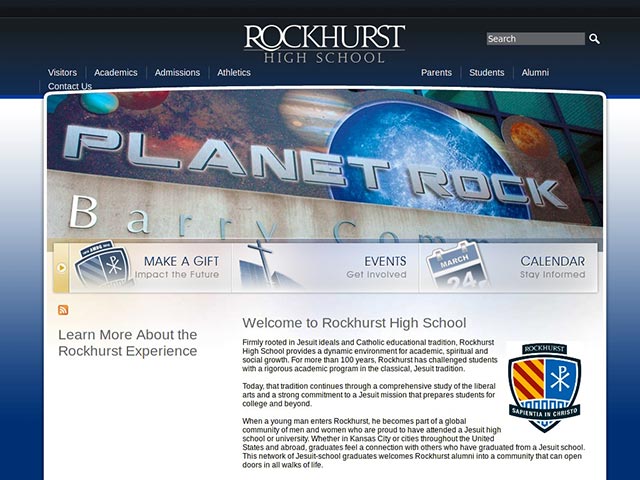 ROCKHURST
HIGH SCHOOL
Search
Visitors Academics Admissions Athletics Parents Students Alumni
Contact Us
PLANET ROCK
Barry Comm
MAKE A GIFT
Impact the Future
EVENTS
Get Involved
MARCH
24
CALENDAR
Stay Informed
Learn More About the
Rockhurst Experience
Welcome to Rockhurst High School
Firmly rooted in Jesuit ideals and Catholic educational tradition, Rockhurst
High School provides a dynamic environment for academic, spiritual and
social growth. For more than 100 years, Rockhurst has challenged students
with a rigorous academic program in the classical, Jesuit tradition.
Today, that tradition continues through a comprehensive study of the liberal
arts and a strong commitment to a Jesuit mission that prepares students for
college and beyond.
When a young man enters Rockhurst, he becomes part of a global
community of men and women who are proud to have attended a Jesuit high
school or university. Whether in Kansas City or cities throughout the United
States and abroad, graduates feel a connection with others who have graduated from a Jesuit school.
This network of Jesuit-school graduates welcomes Rockhurst alumni into a community that can open
doors in all walks of life.
ROCKHURST
SAPIENTIA IN CHRISTO